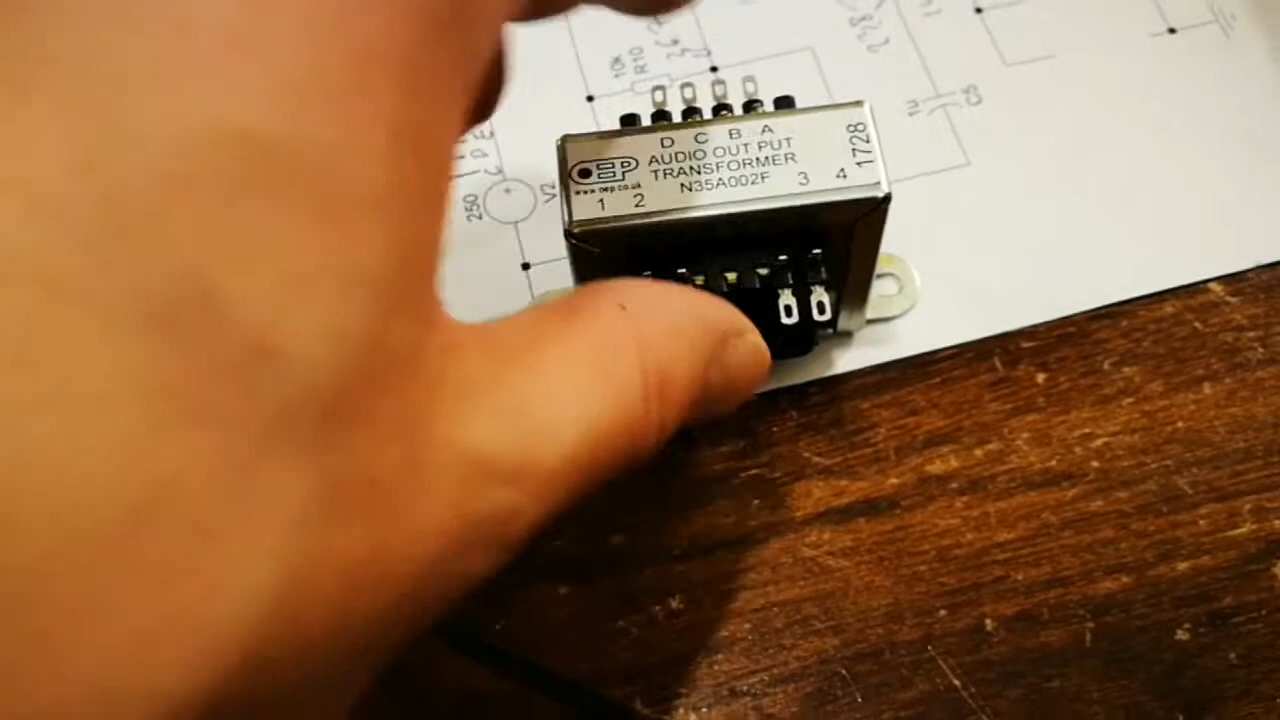 10k
R10
D C B A
OEP
AUDIO OUT PUT
TRANSFORMER
N35A002F
www.oep.co.uk
1 2 3 4
1728
250
V2
1u
C5